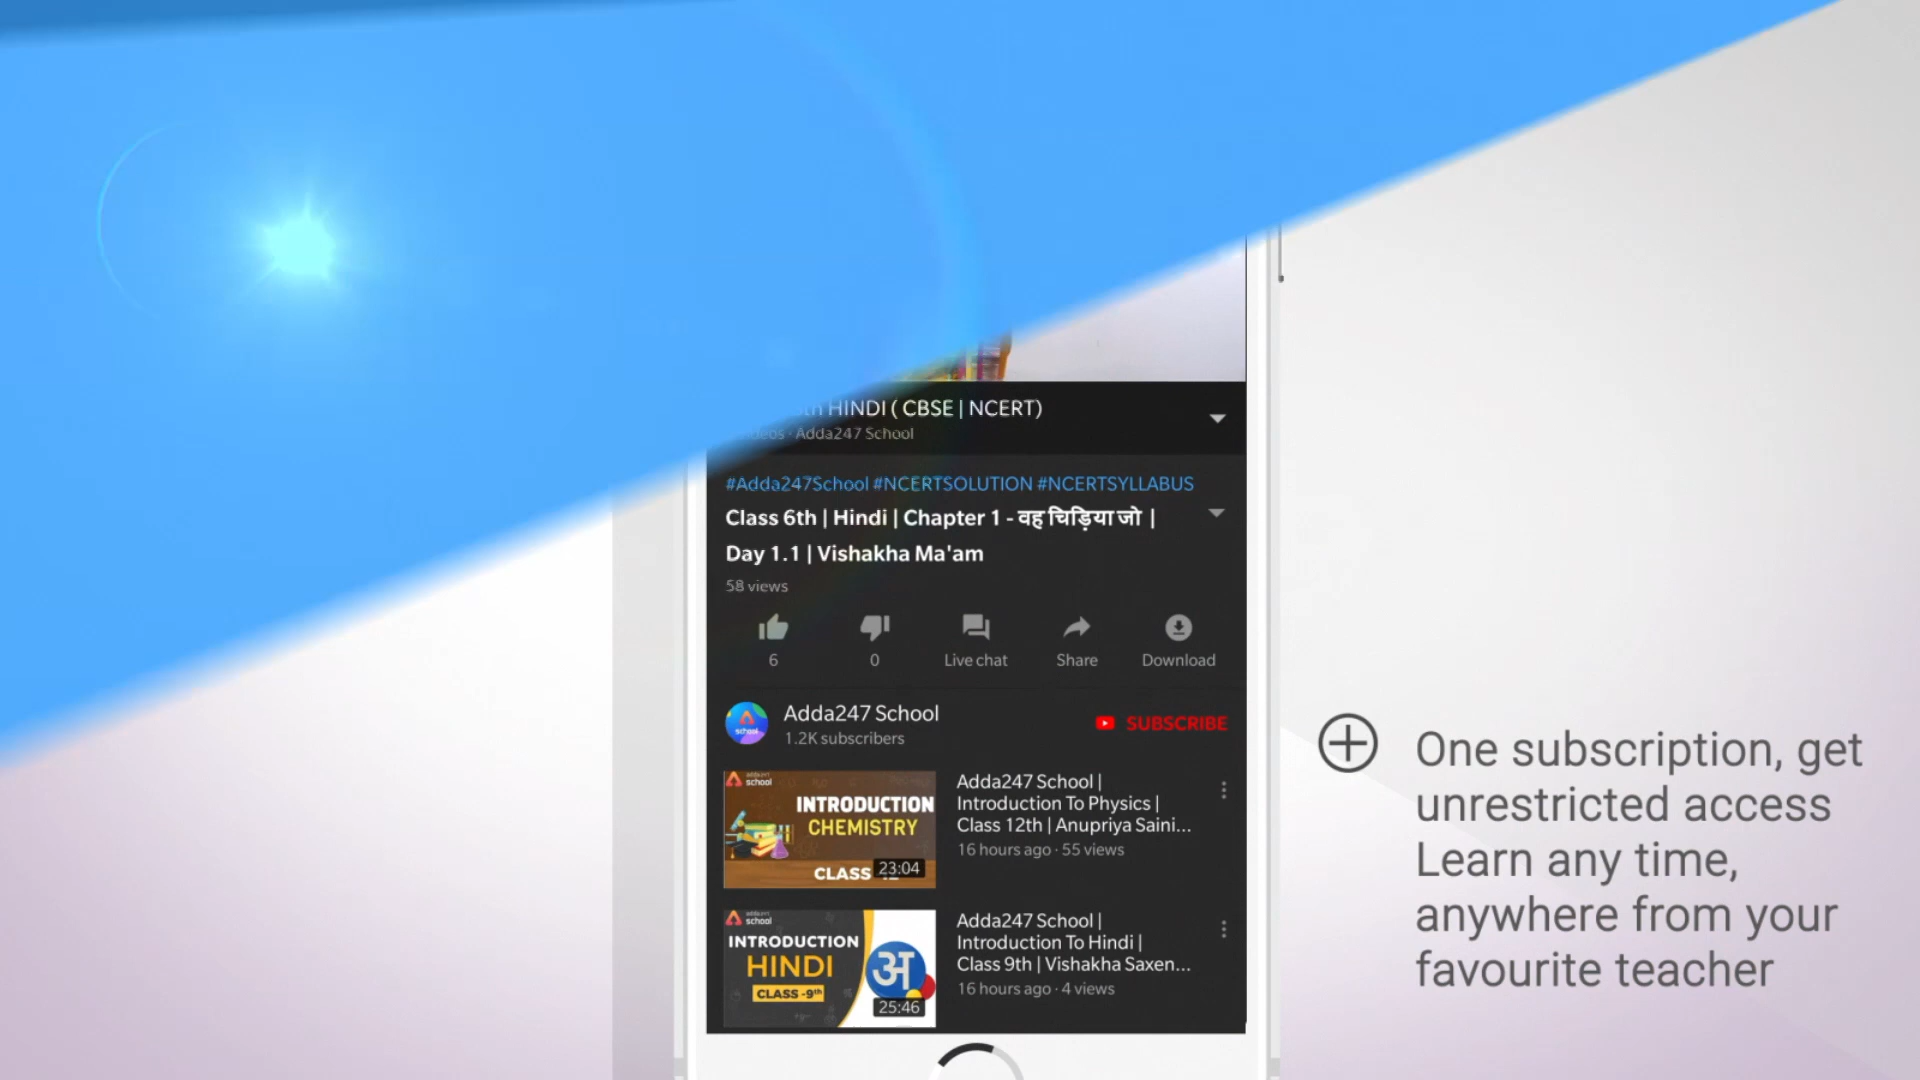 HINDI ( CBSE | NCERT)
Adda247 School
#Adda247School #NCERTSOLUTION #NCERTSYLLABUS
Class 6th | Hindi | Chapter 1 - वह चिड़िया जो |
Day 1.1 | Vishakha Ma'am
58 views
6
0
Live chat
Share
Download
Adda247 School
1.2K subscribers
SUBSCRIBE
school
school
INTRODUCTION
CHEMISTRY
CLASS
23:04
Adda247 School |
Introduction To Physics |
Class 12th | Anupriya Saini...
16 hours ago · 55 views
school
INTRODUCTION
HINDI
CLASS -9th
अ
25:46
Adda247 School |
Introduction To Hindi |
Class 9th | Vishakha Saxen...
16 hours ago · 4 views
One subscription, get
unrestricted access
Learn any time,
anywhere from your
favourite teacher